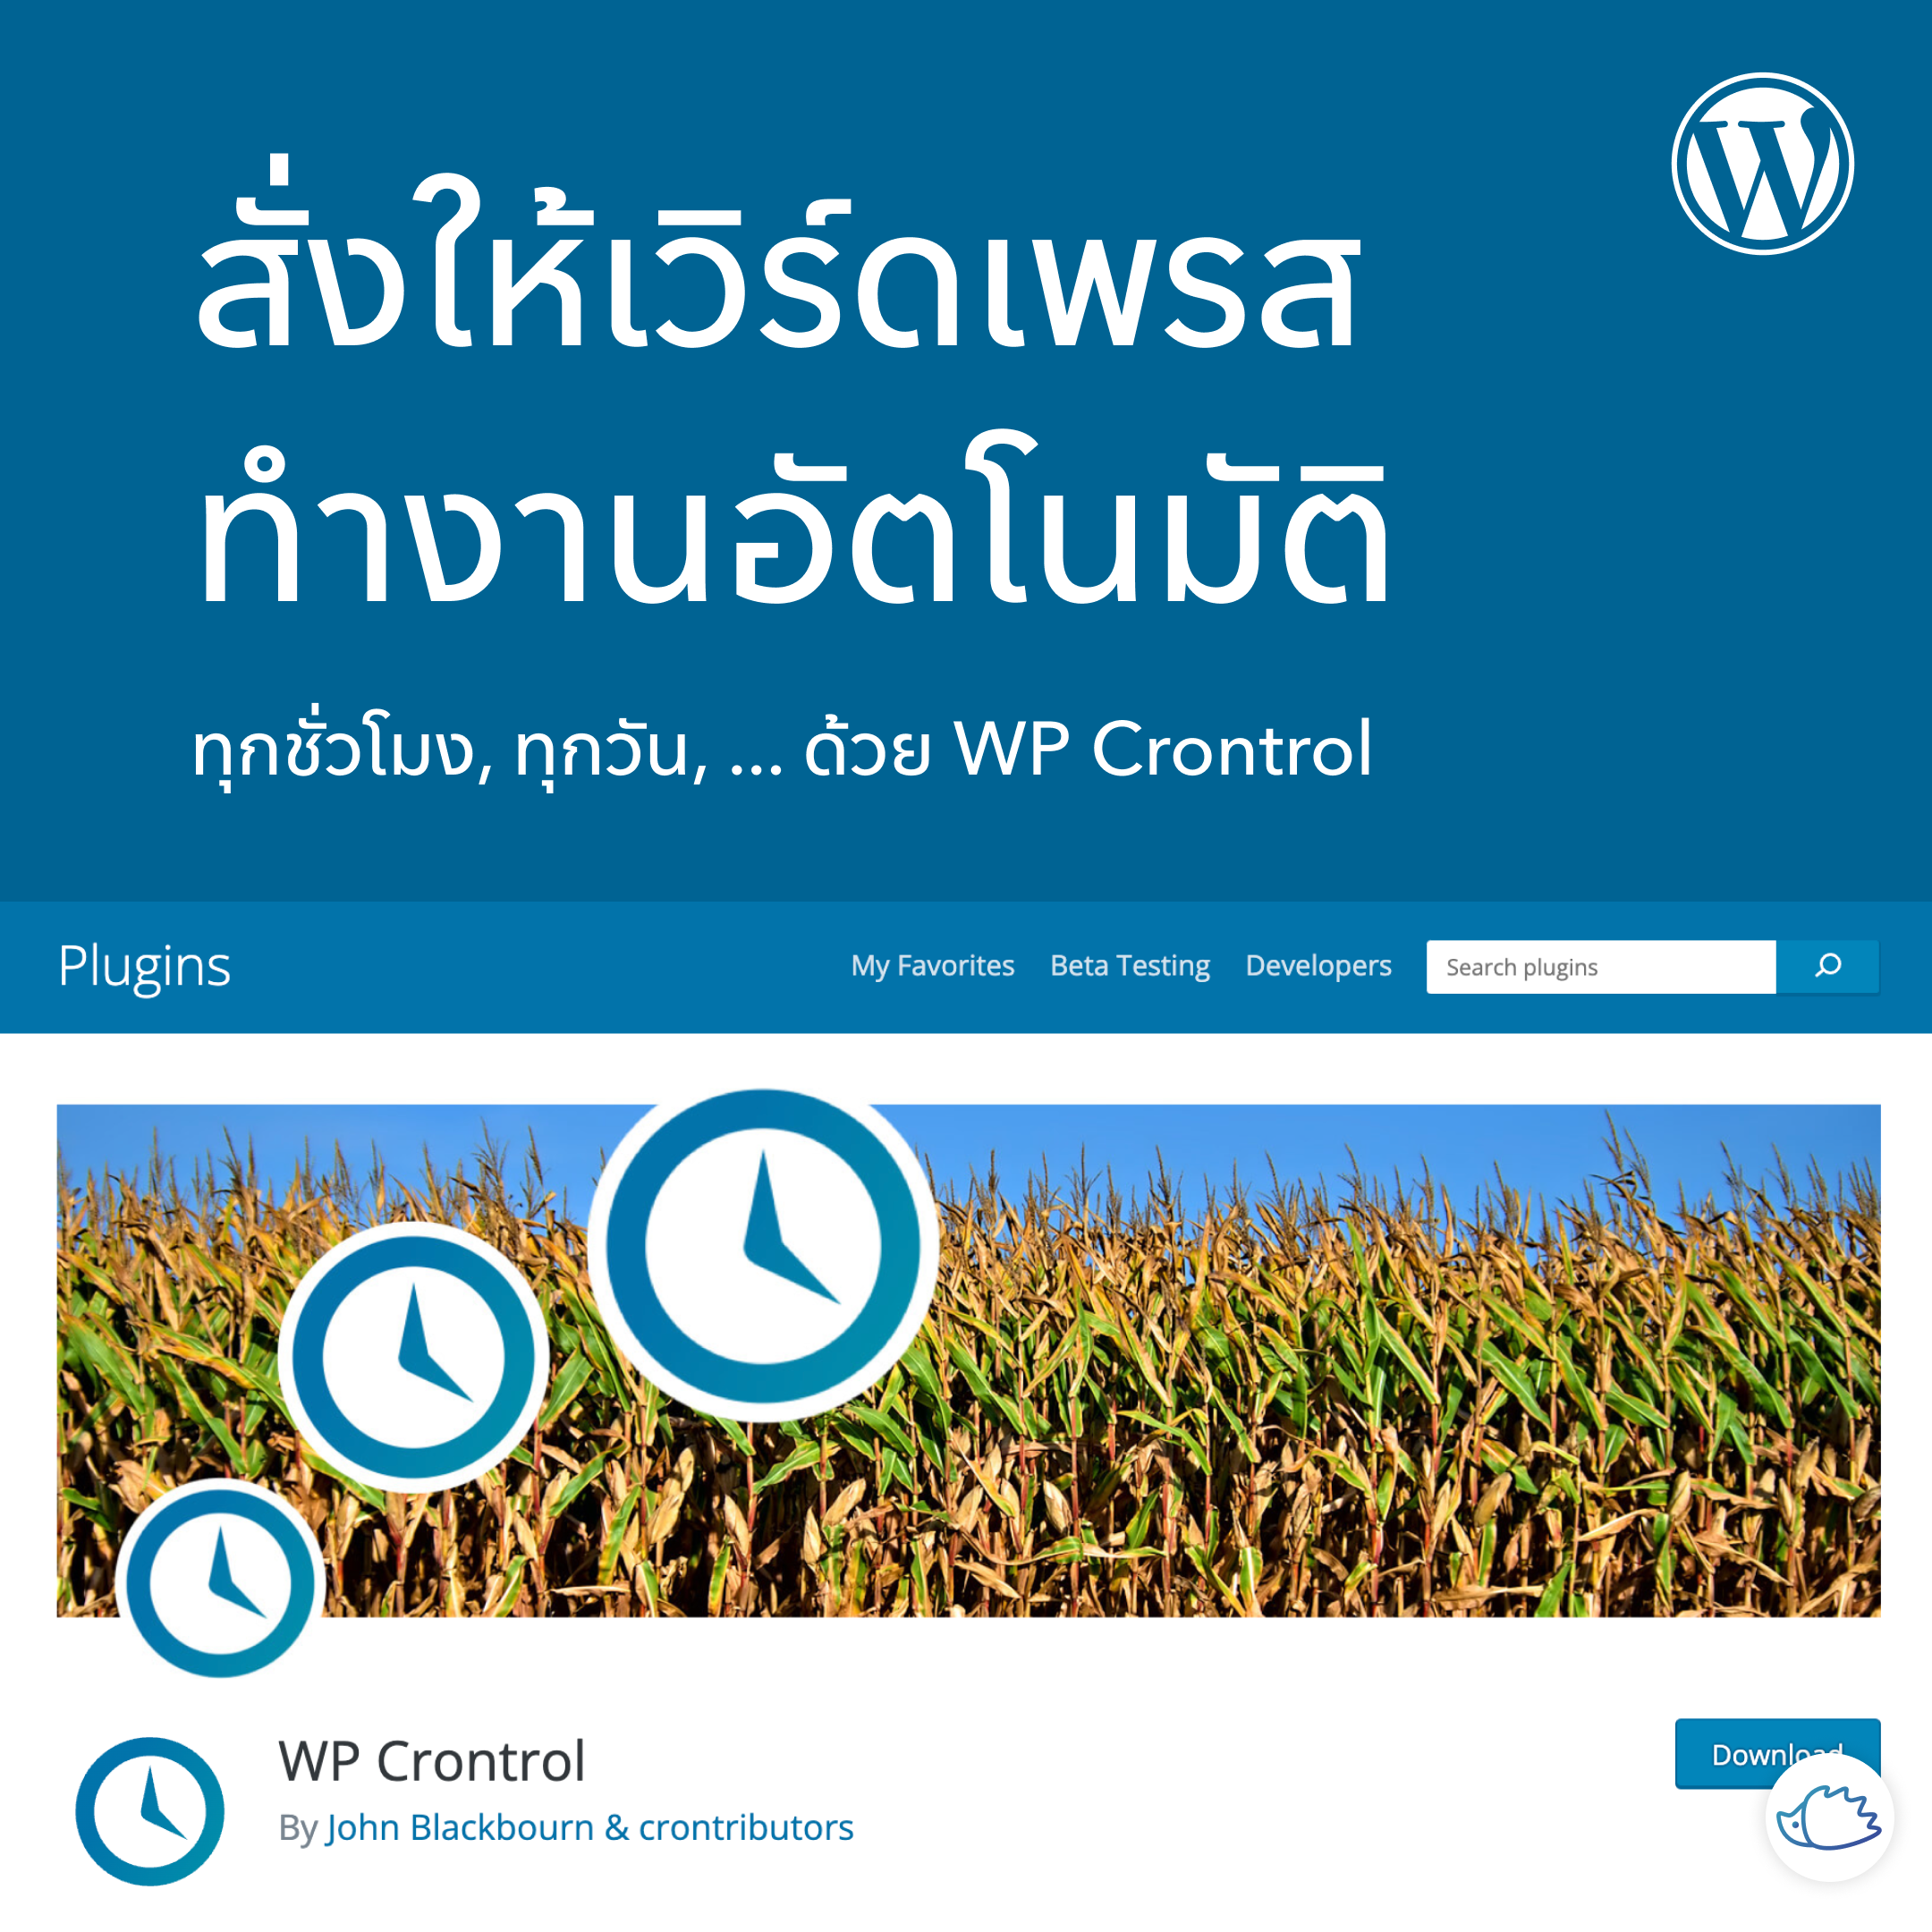 สั่งให้เวิร์ดเพรส
ทำงานอัตโนมัติ
ทุกชั่วโมง, ทุกวัน, ... ด้วย WP Crontrol
Plugins
My Favorites
Beta Testing
Developers
Search plugins
WP Crontrol
Download
By John Blackbourn & crontributors